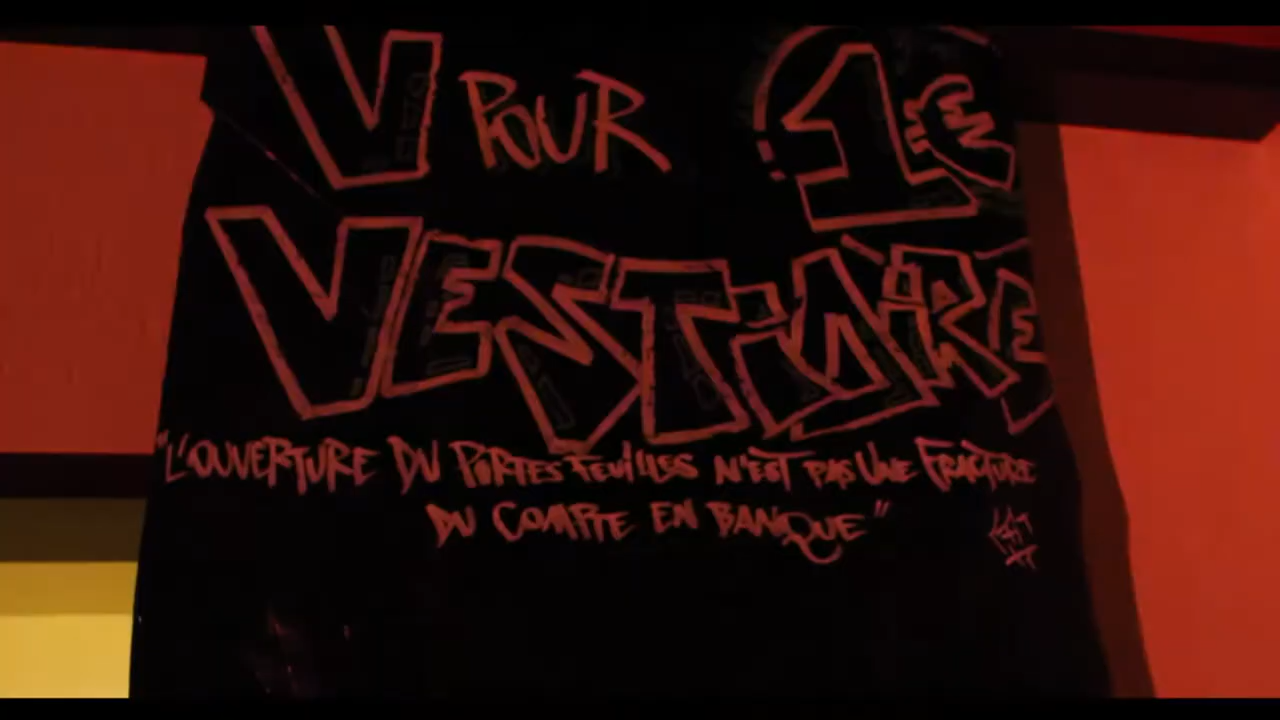 V POUR 1€
VESTIAIRE
"L'OUVERTURE DU PORTES FEUILLES N'EST PAS UNE FRACTURE
DU COMPTE EN BANQUE"